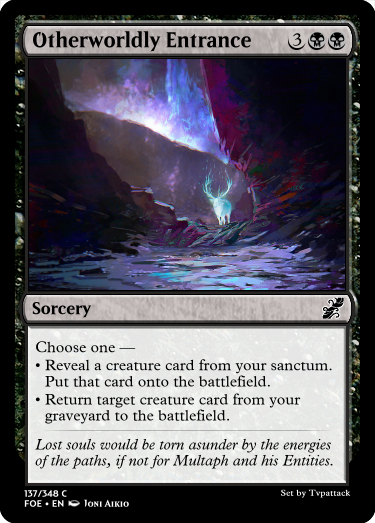 Otherworldly Entrance 3
Sorcery
Choose one —
• Reveal a creature card from your sanctum.
Put that card onto the battlefield.
• Return target creature card from your
graveyard to the battlefield.
Lost souls would be torn asunder by the energies
of the paths, if not for Multaph and his Entities.
137/348 C
FOE • EN Joni Aikio
Set by Tvpattack